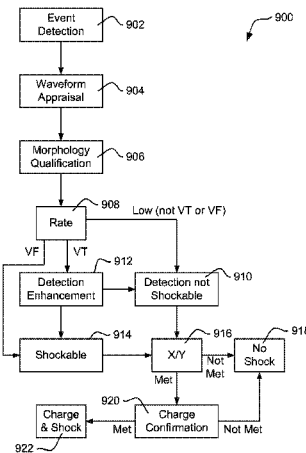 Event
Detection
902
900
Waveform
Appraisal
904
Morphology
Qualification
906
908
Rate
Low (not VT or VF)
VF
VT
912
Detection
Enhancement
Detection not
Shockable
910
914
Shockable
916
X/Y
918
No
Shock
Not
Met
Met
920
Charge
Confirmation
Charge
& Shock
Met
Not Met
922